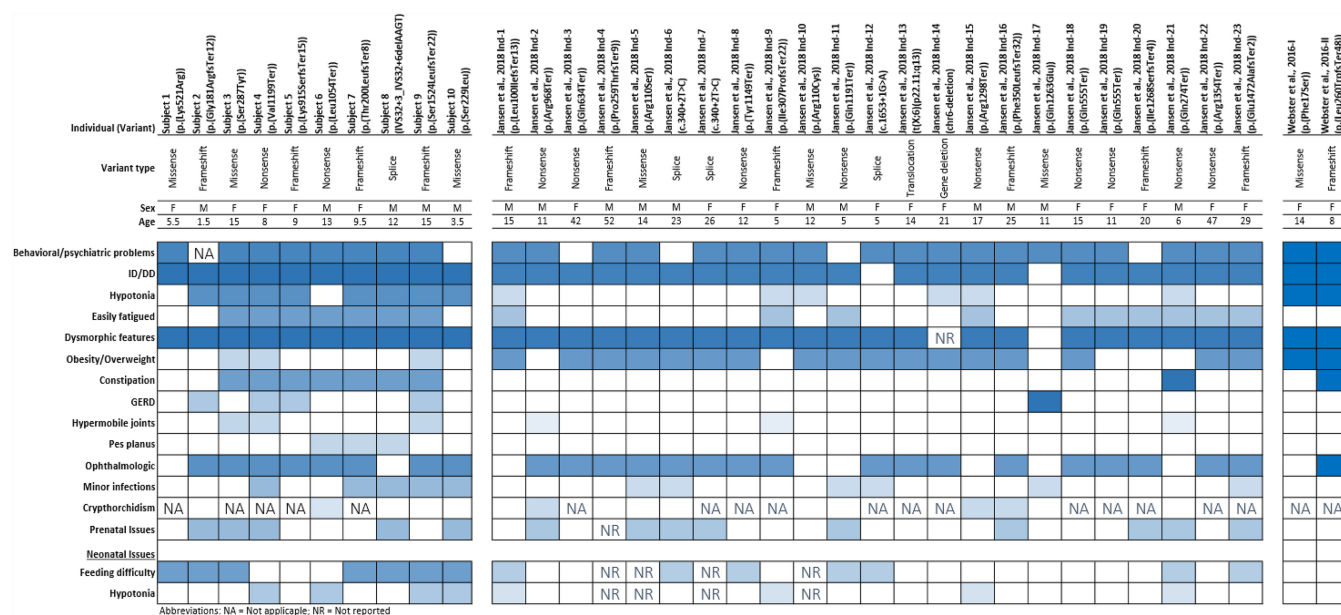 Individual (Variant)
Subject 1
(p.(Lys521Arg))
Subject 2
(p.(Gly281ArgfsTer12))
Subject 3
(p.(Ser287Tyr))
Subject 4
(p.(Val1199Ter))
Subject 5
(p.(Lys915SerfsTer15))
Subject 6
(p.(Leu1054Ter))
Subject 7
(p.(Thr200LeufsTer8))
Subject 8
(IVS32+3_IVS32+6delAAGT)
Subject 9
(p.(Ser1524LeufsTer22))
Subject 10
(p.(Ser229Leu))
Jansen et al., 2018 Ind-1
(p.(Leu100IlefsTer13))
Jansen et al., 2018 Ind-2
(p.(Arg968Ter))
Jansen et al., 2018 Ind-3
(p.(Gln634Ter))
Jansen et al., 2018 Ind-4
(p.(Pro259ThrfsTer9))
Jansen et al., 2018 Ind-5
(p.(Arg110Ser))
Jansen et al., 2018 Ind-6
(c.340+2T>C)
Jansen et al., 2018 Ind-7
(c.340+2T>C)
Jansen et al., 2018 Ind-8
(p.(Tyr1149Ter))
Jansen et al., 2018 Ind-9
(p.(Ile307ProfsTer22))
Jansen et al., 2018 Ind-10
(p.(Arg110Cys))
Jansen et al., 2018 Ind-11
(p.(Gln1191Ter))
Jansen et al., 2018 Ind-12
(c.1653+1G>A)
Jansen et al., 2018 Ind-13
(t(X;6)(p22.11;q13))
Jansen et al., 2018 Ind-14
(chr6-deletion)
Jansen et al., 2018 Ind-15
(p.(Arg1298Ter))
Jansen et al., 2018 Ind-16
(p.(Phe350LeufsTer32))
Jansen et al., 2018 Ind-17
(p.(Gln1263Glu))
Jansen et al., 2018 Ind-18
(p.(Gln555Ter))
Jansen et al., 2018 Ind-19
(p.(Gln555Ter))
Jansen et al., 2018 Ind-20
(p.(Ile1268SerfsTer4))
Jansen et al., 2018 Ind-21
(p.(Gln274Ter))
Jansen et al., 2018 Ind-22
(p.(Arg1354Ter))
Jansen et al., 2018 Ind-23
(p.(Glu1472AlafsTer2))
Webster et al., 2016-I
(p.(Phe17Ser))
Webster et al., 2016-II
(p.(Leu260TrpfsTer48))
Variant type Missense Frameshift Missense Nonsense Frameshift Nonsense Frameshift Splice Frameshift Missense Frameshift Nonsense Nonsense Frameshift Missense Splice Splice Nonsense Frameshift Missense Nonsense Splice Translocation Gene deletion Nonsense Frameshift Missense Nonsense Nonsense Frameshift Nonsense Nonsense Frameshift Missense Frameshift
Sex F M F F F M F M F M M M F M M M F F F M M F F F M M M F F F M F F F F
Age 5.5 1.5 15 8 9 13 9.5 12 15 3.5 15 11 42 52 14 23 26 12 5 12 5 5 14 21 17 25 11 15 11 20 6 47 29 14 8
Behavioral/psychiatric problems NA
ID/DD
Hypotonia
Easily fatigued
Dysmorphic features NR
Obesity/Overweight
Constipation
GERD
Hypermobile joints
Pes planus
Ophthalmologic
Minor infections
Crypthorchidism NA NA NA NA NA NA NA NA NA NA NA NA NA NA NA NA NA NA NA
Prenatal Issues NR
Neonatal Issues
Feeding difficulty NR NR NR NR
Hypotonia NR NR NR NR
Abbreviations: NA = Not applicable; NR = Not reported